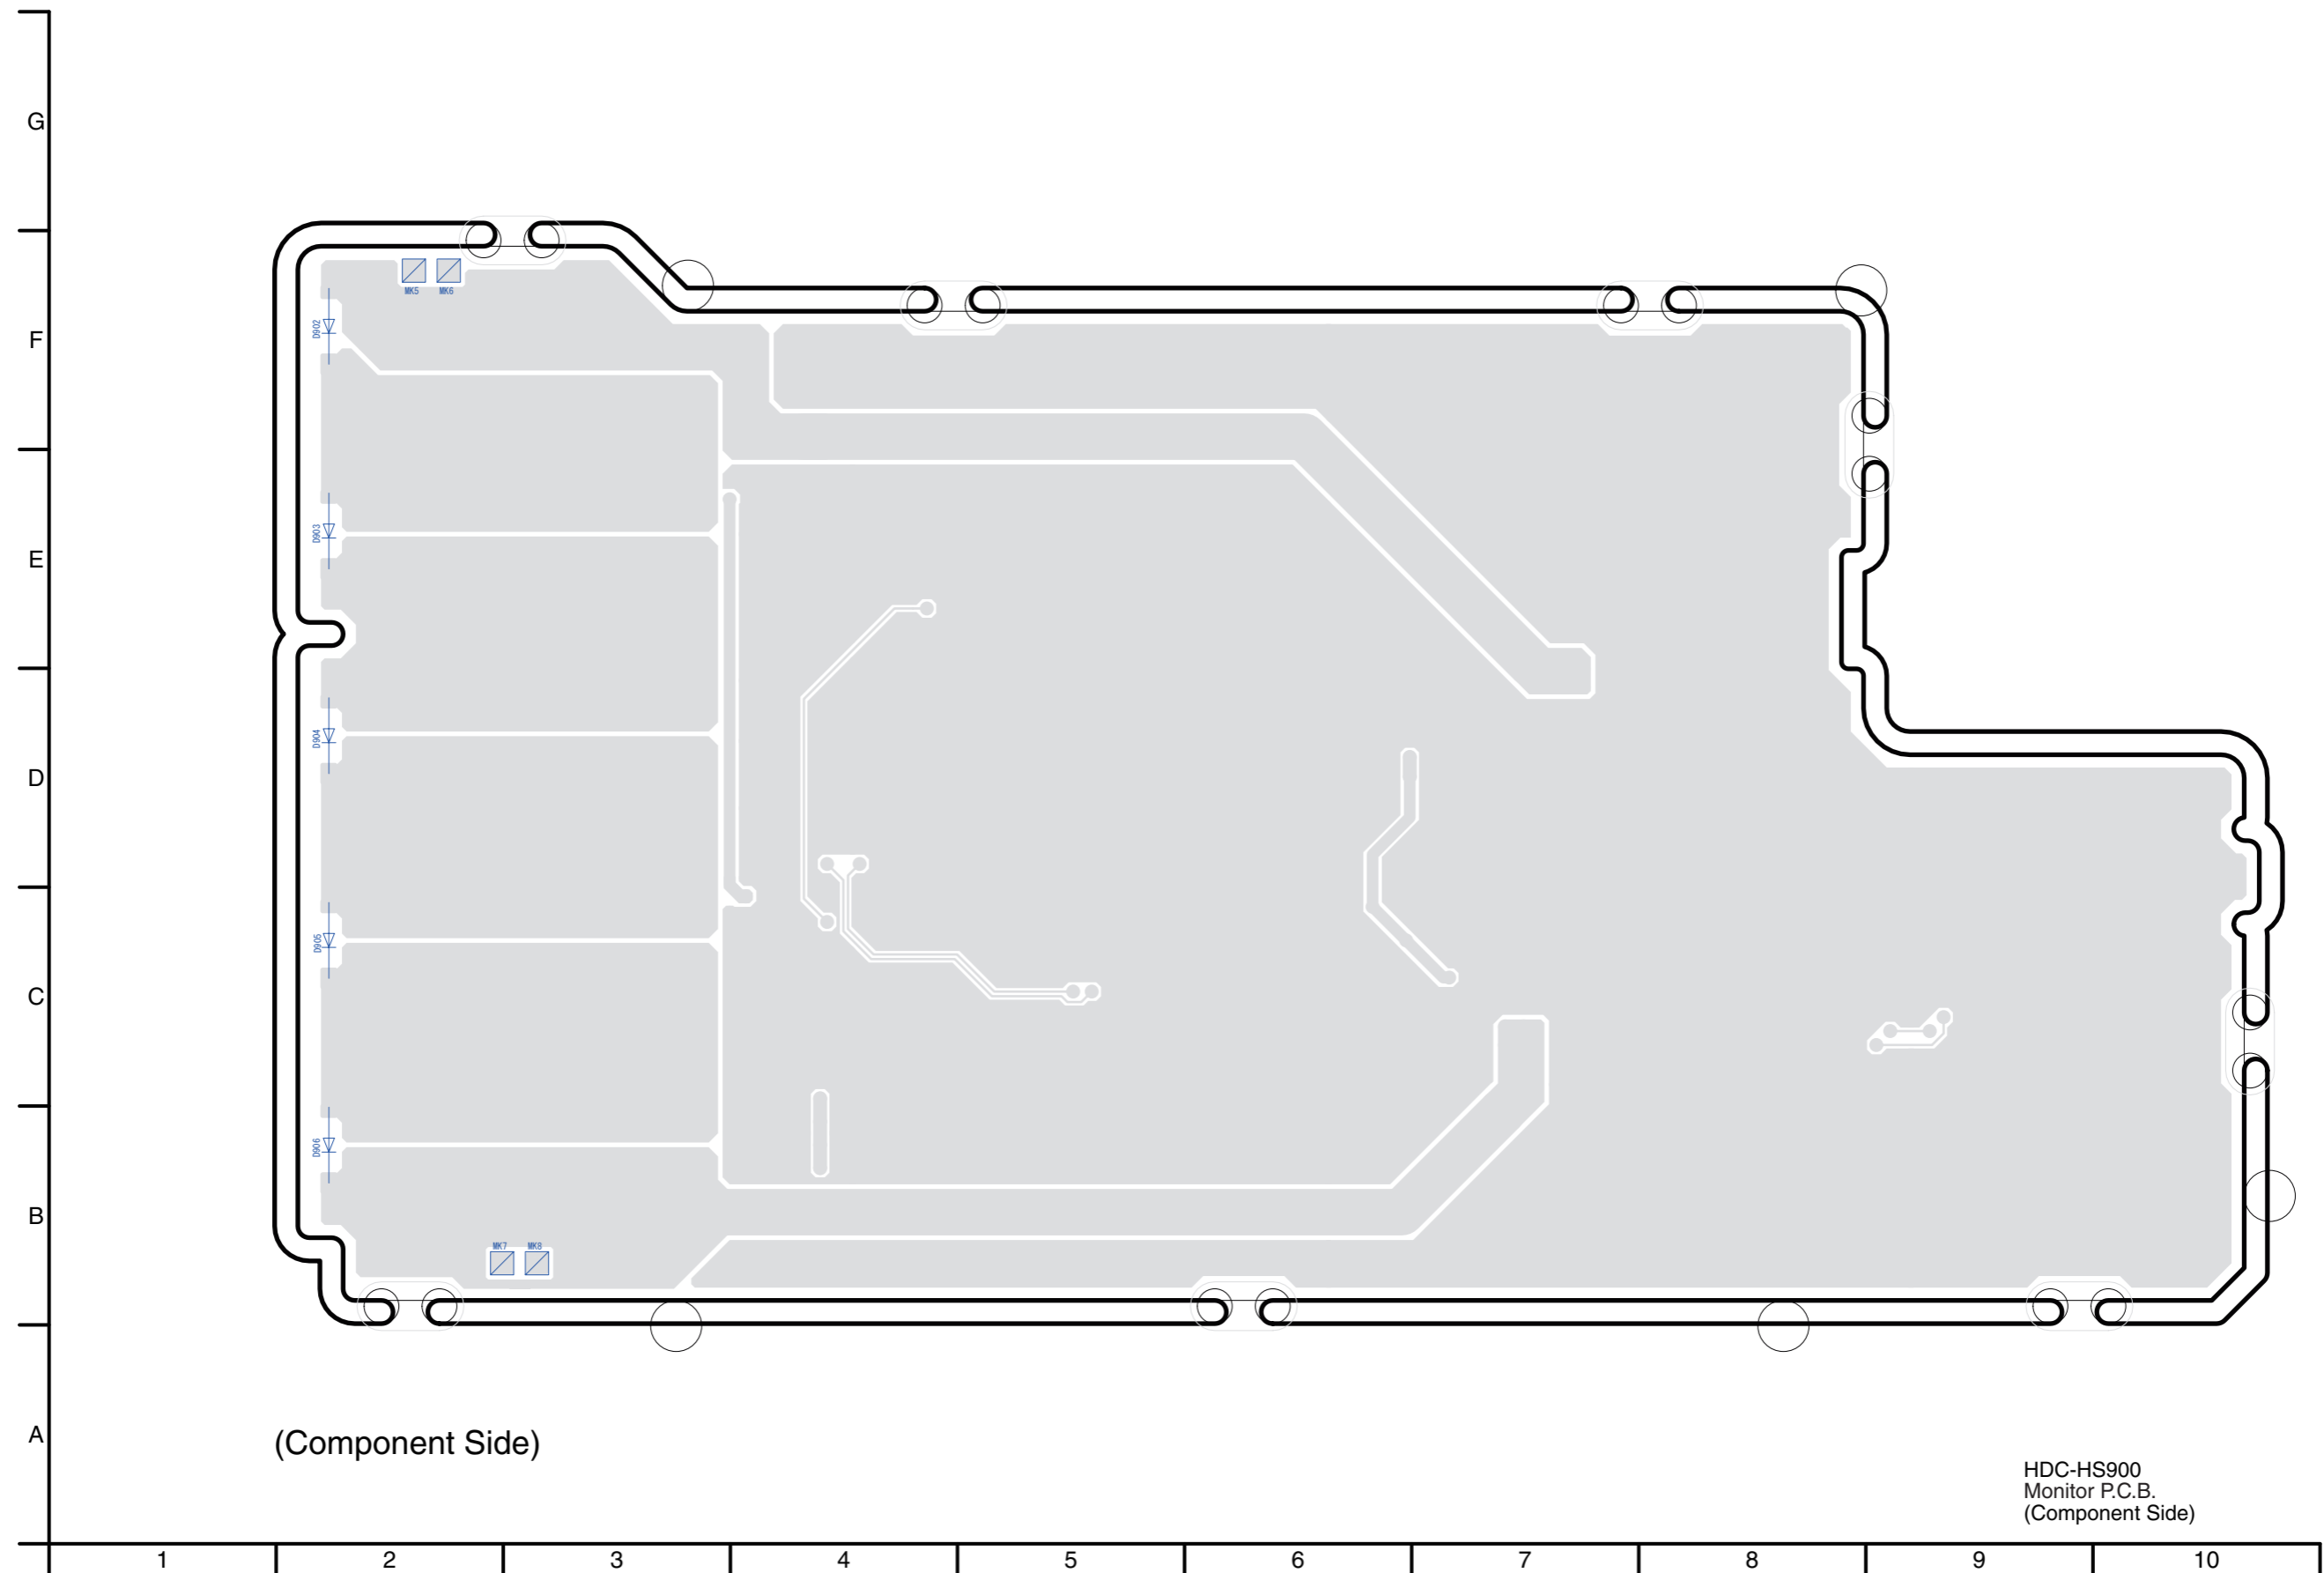 G
F
E
D
C
B
A
MK5 MK6
D902
D903
D904
D905
D906
MK7 MK8
(Component Side)
HDC-HS900
Monitor P.C.B.
(Component Side)
1 2 3 4 5 6 7 8 9 10